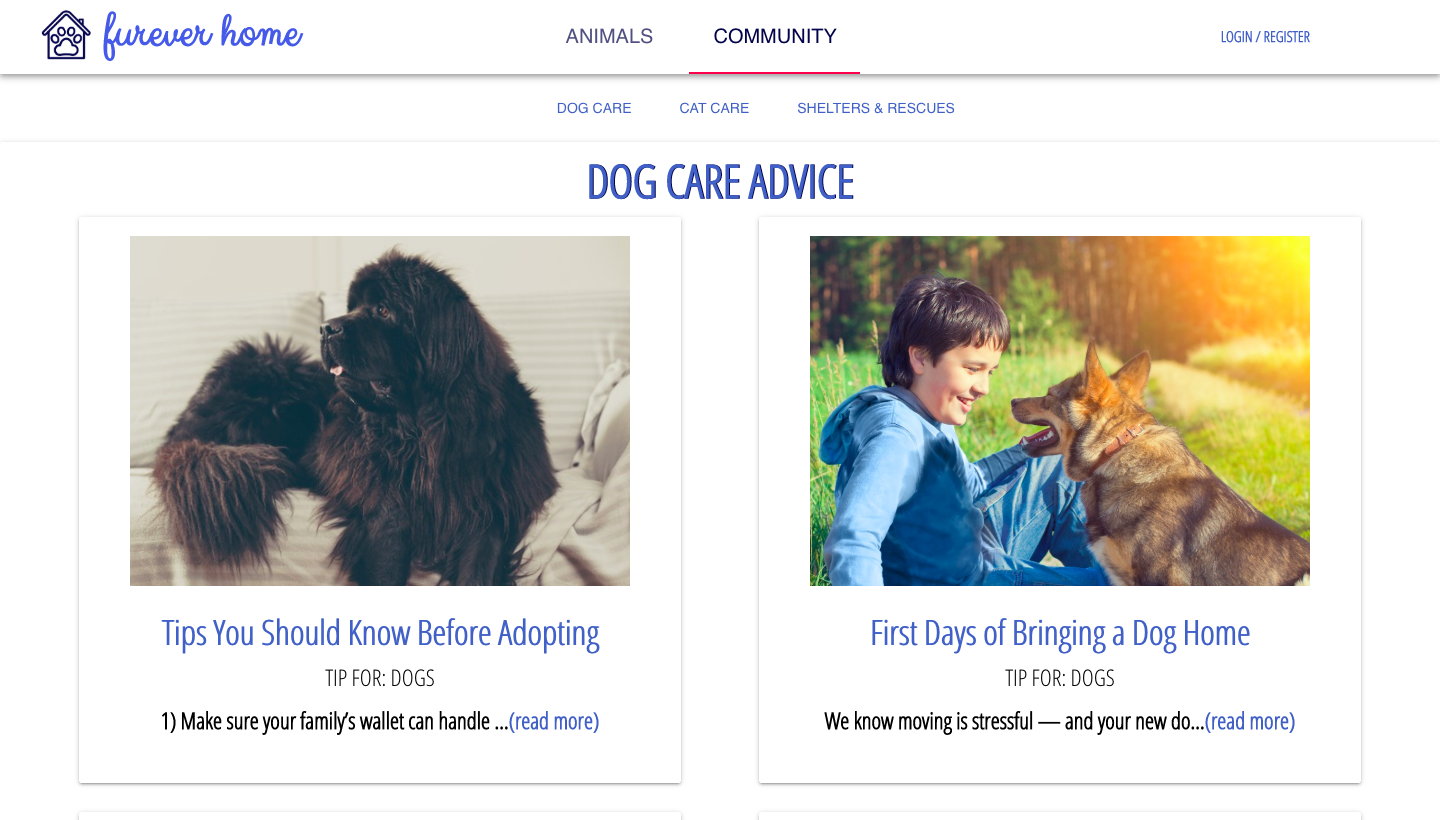 furever home
ANIMALS
COMMUNITY
LOGIN / REGISTER
DOG CARE
CAT CARE
SHELTERS & RESCUES
DOG CARE ADVICE
Tips You Should Know Before Adopting
TIP FOR: DOGS
1) Make sure your family’s wallet can handle ...(read more)
First Days of Bringing a Dog Home
TIP FOR: DOGS
We know moving is stressful — and your new do...(read more)